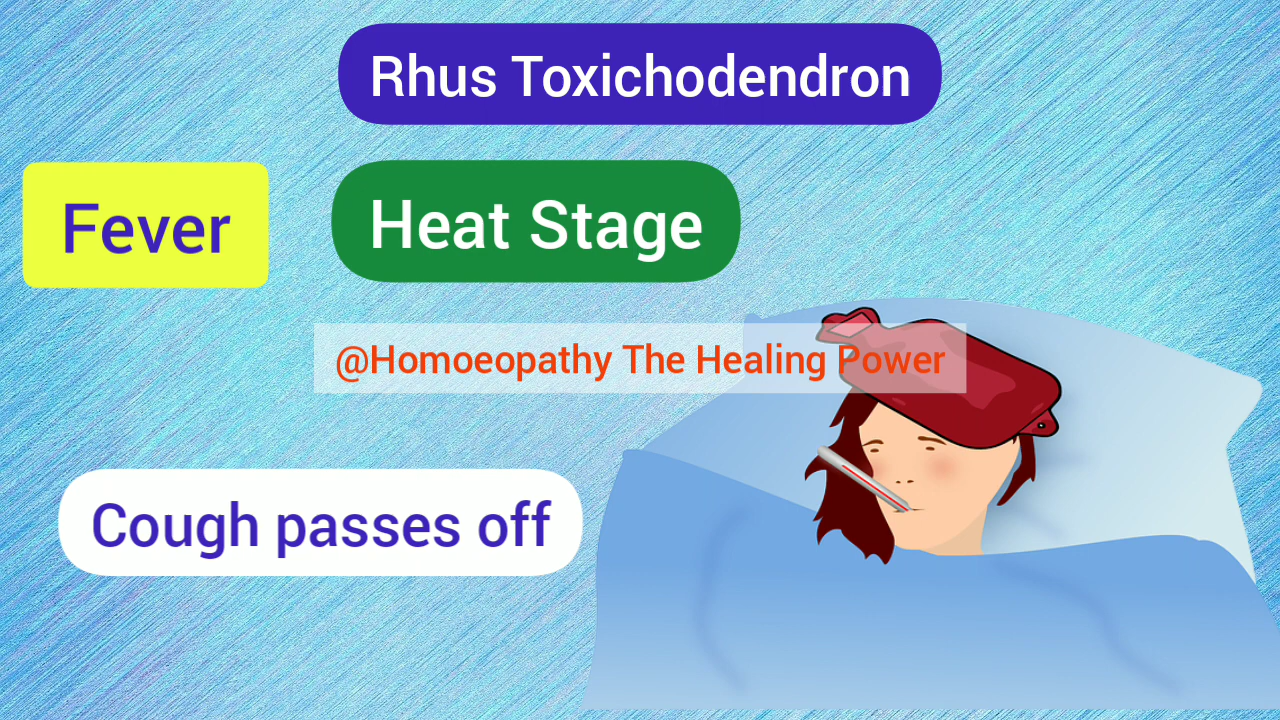 Rhus Toxichodendron
Fever
Heat Stage
@Homoeopathy The Healing Power
Cough passes off